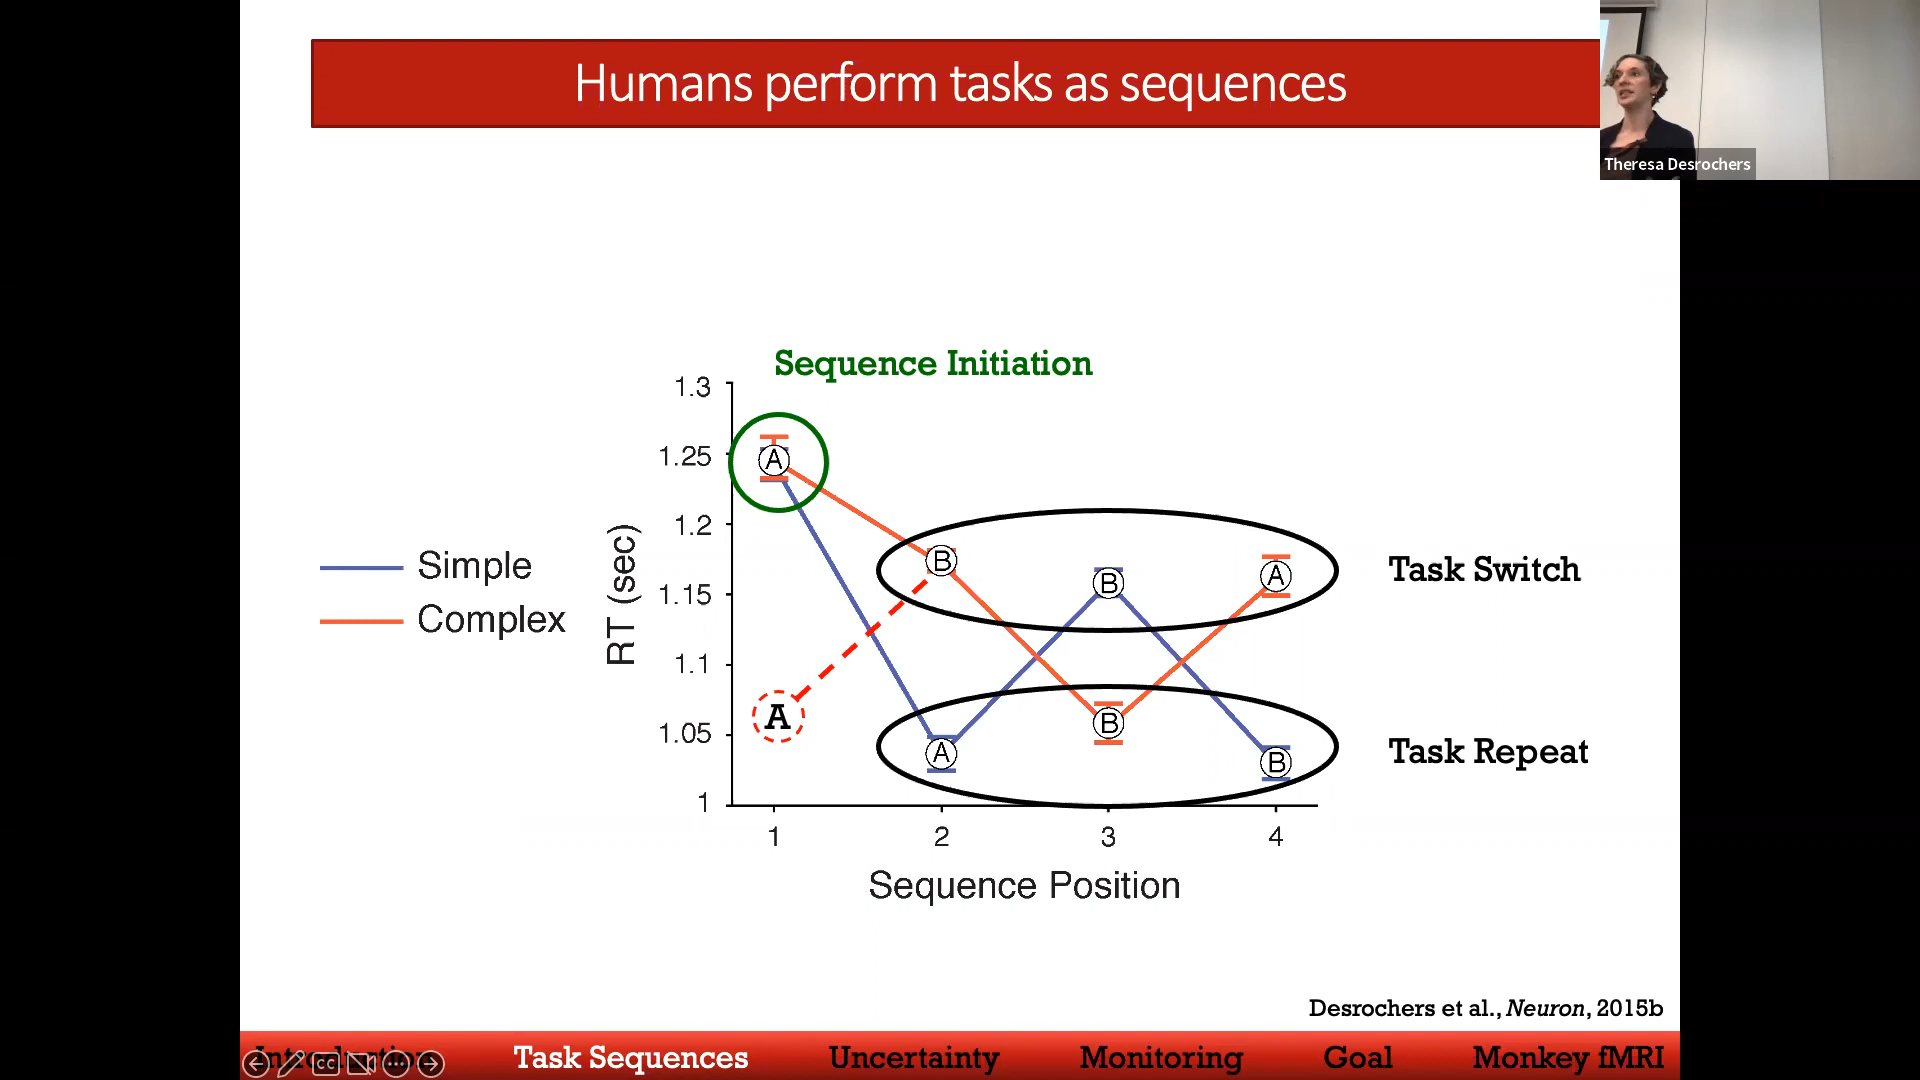 Humans perform tasks as sequences
Theresa Desrochers
Sequence Initiation
1.3
1.25
1.2
1.15
1.1
1.05
1
RT (sec)
Simple
Complex
A
B
B
A
A
A
B
B
Task Switch
Task Repeat
1 2 3 4
Sequence Position
Desrochers et al., Neuron, 2015b
Introduction Task Sequences Uncertainty Monitoring Goal Monkey fMRI
CC